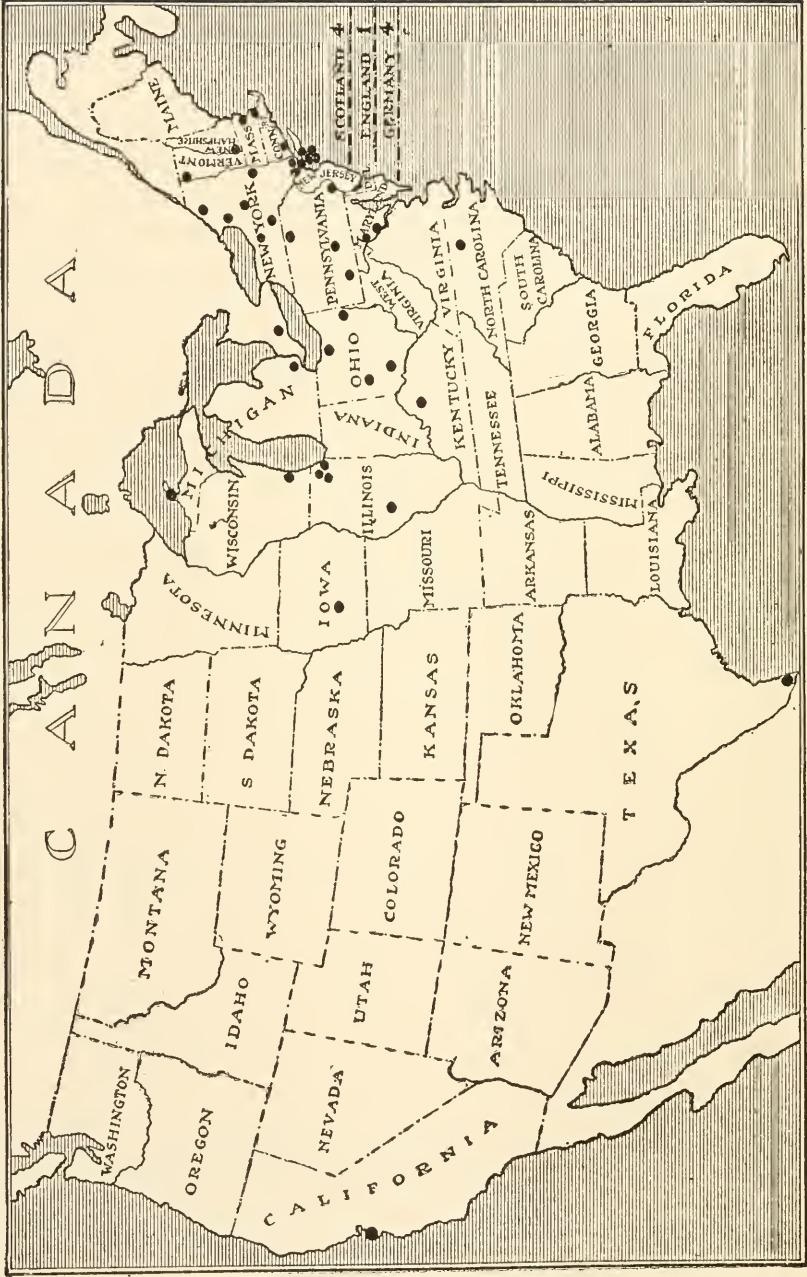 CANADA
WASHINGTON
OREGON
CALIFORNIA
NEVADA
IDAHO
MONTANA
WYOMING
UTAH
ARIZONA
COLORADO
NEW MEXICO
N. DAKOTA
S DAKOTA
NEBRASKA
KANSAS
OKLAHOMA
TEXAS
MINNESOTA
IOWA
MISSOURI
ARKANSAS
LOUISIANA
WISCONSIN
ILLINOIS
MICHIGAN
INDIANA
OHIO
KENTUCKY
TENNESSEE
MISSISSIPPI
ALABAMA
GEORGIA
FLORIDA
SOUTH
CAROLINA
NORTH CAROLINA
VIRGINIA
WEST
VIRGINIA
MARYLAND
PENNSYLVANIA
NEW JERSEY
NEW YORK
CONN.
MASS
VERMONT
NEW
HAMPSHIRE
MAINE
SCOTLAND 4
ENGLAND 1
GERMANY 4